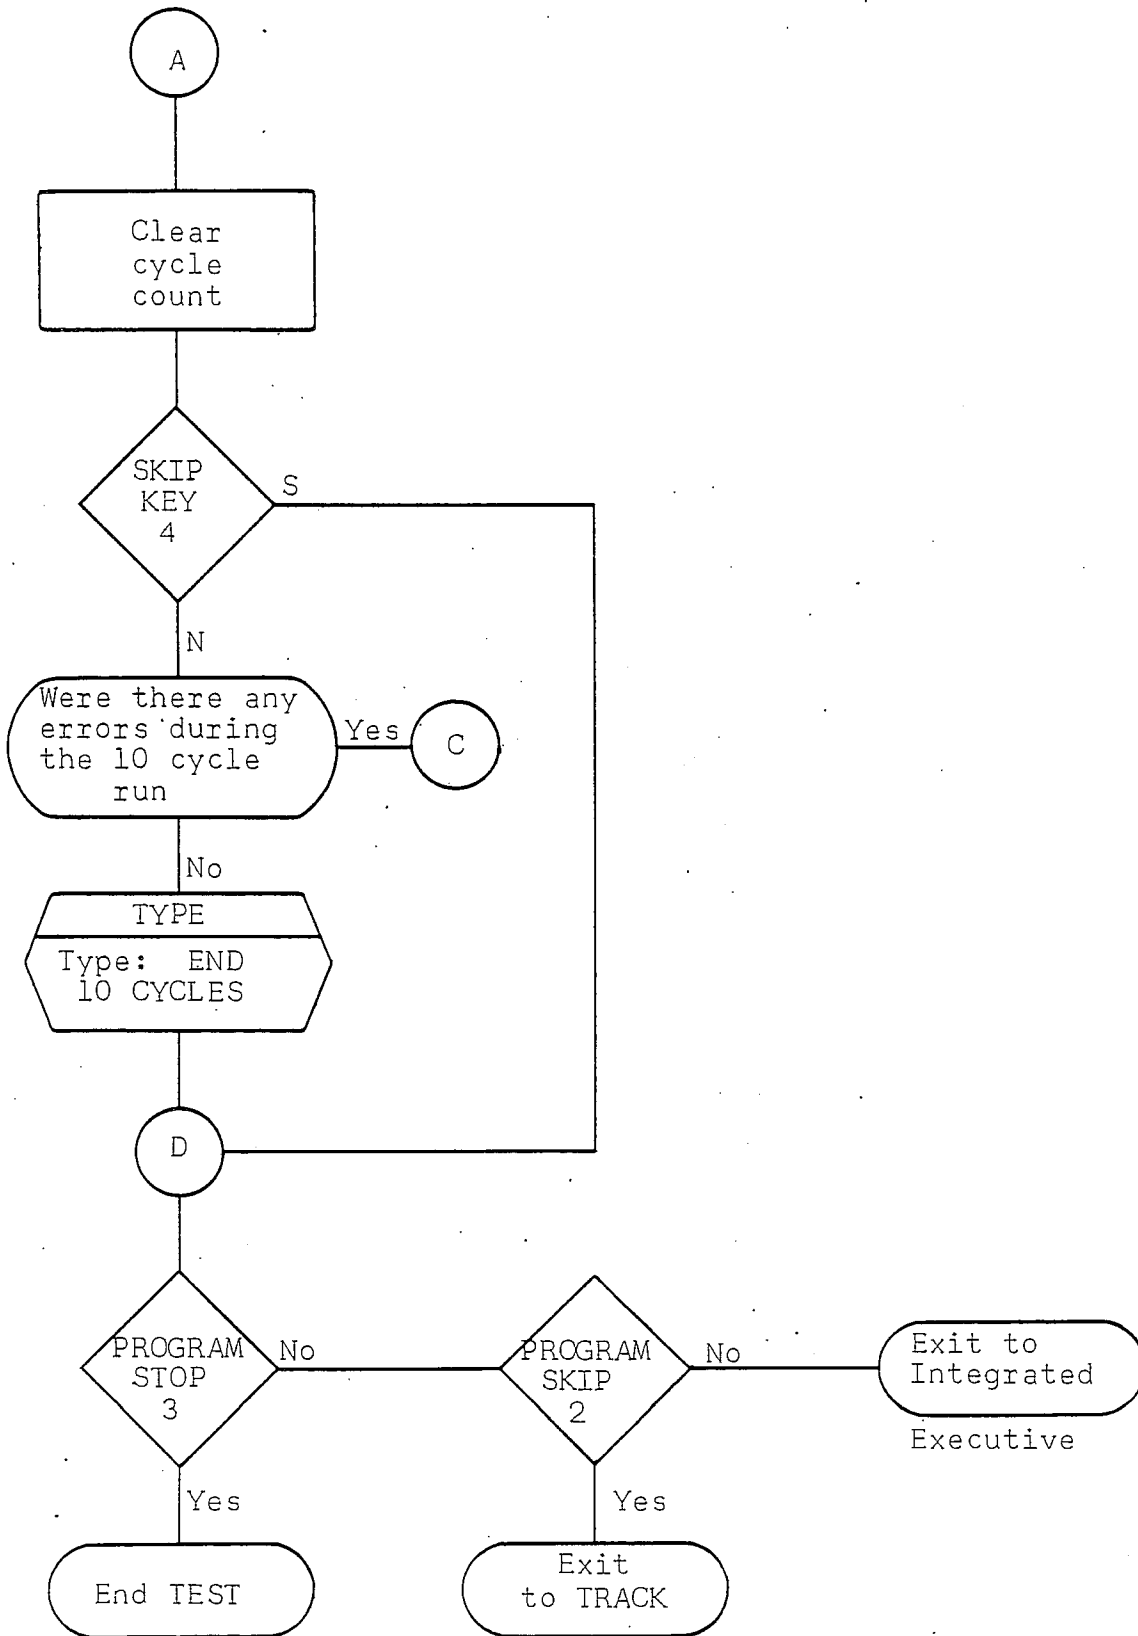 A
Clear
cycle
count
SKIP
KEY
4
S
N
Were there any
errors during
the 10 cycle
run
Yes
C
No
TYPE
Type: END
10 CYCLES
D
PROGRAM
STOP
3
No
PROGRAM
SKIP
2
No
Exit to
Integrated
Executive
Yes
Yes
End TEST
Exit
to TRACK